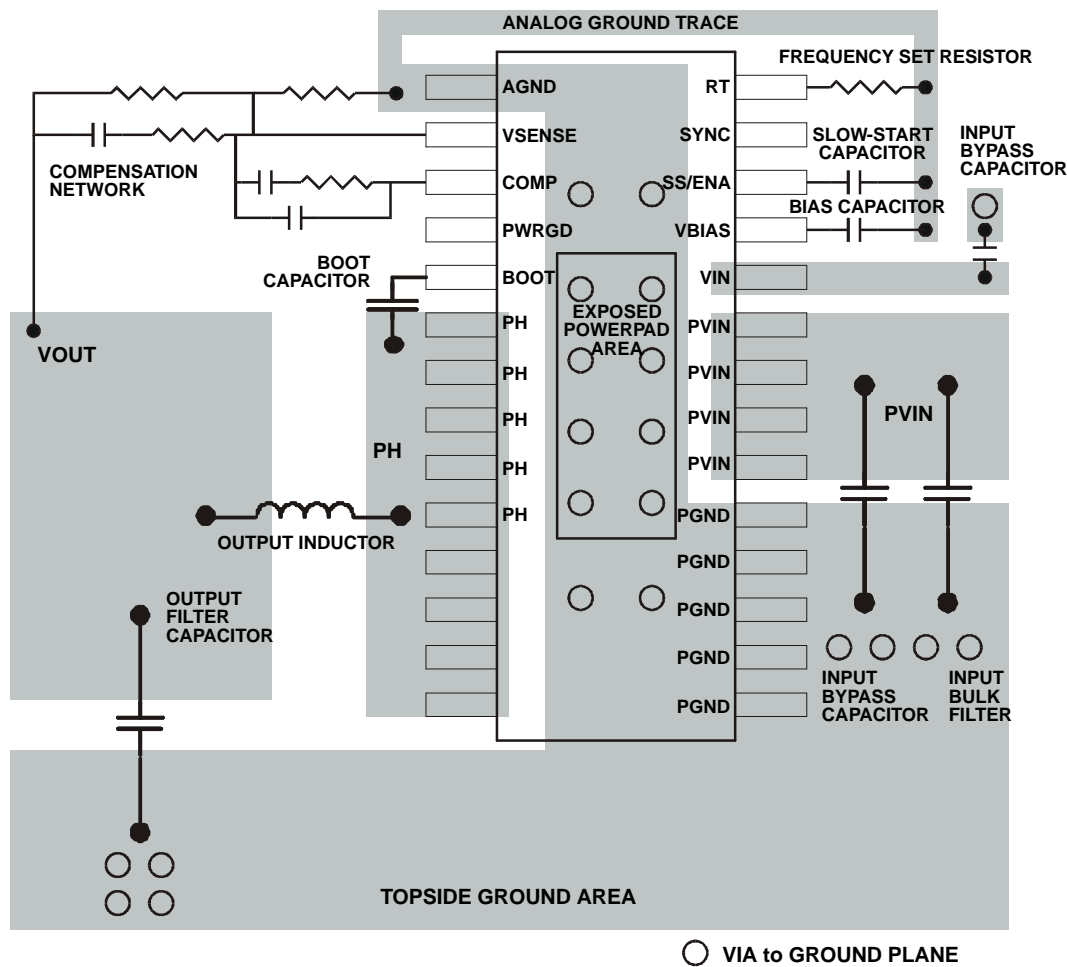 ANALOG GROUND TRACE
FREQUENCY SET RESISTOR
AGND
RT
VSENSE
SYNC
SLOW-START
CAPACITOR
INPUT
BYPASS
CAPACITOR
COMPENSATION
NETWORK
COMP
SS/ENA
BIAS CAPACITOR
PWRGD
VBIAS
BOOT
CAPACITOR
BOOT
VIN
EXPOSED
POWERPAD
AREA
PH
PVIN
VOUT
PH
PVIN
PVIN
PH
PVIN
PH
PH
PVIN
PH
PGND
OUTPUT INDUCTOR
PGND
OUTPUT
FILTER
CAPACITOR
PGND
PGND
INPUT
BYPASS
CAPACITOR
INPUT
BULK
FILTER
PGND
TOPSIDE GROUND AREA
VIA to GROUND PLANE